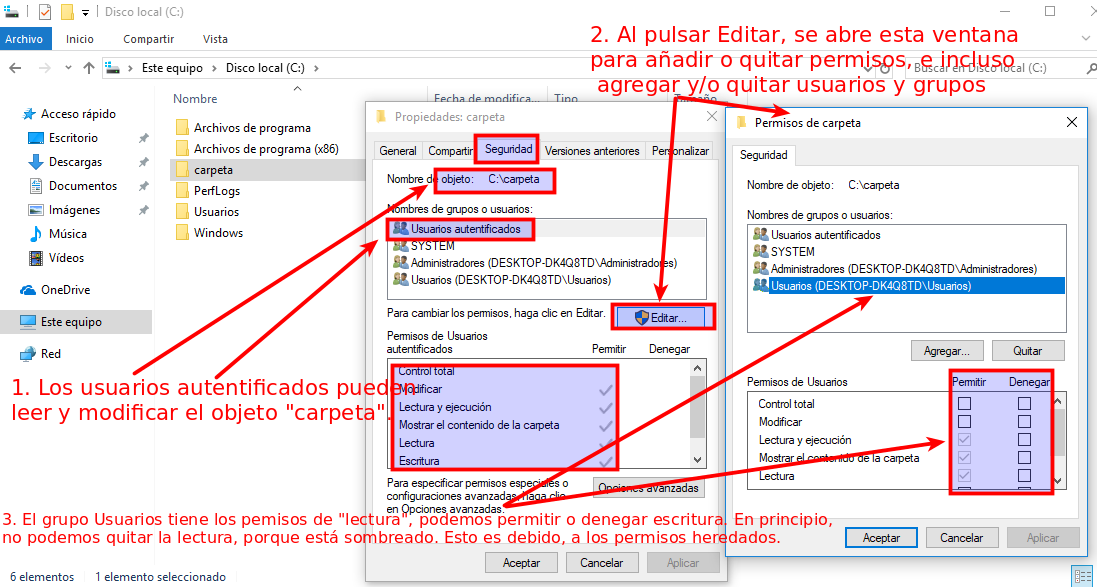 Disco local (C:)
Archivo Inicio Compartir Vista
Este equipo Disco local (C:)
Buscar en Disco local (C:)
2. Al pulsar Editar, se abre esta ventana
para añadir o quitar permisos, e incluso
agregar y/o quitar usuarios y grupos
Acceso rápido
Escritorio
Descargas
Documentos
Imágenes
Música
Vídeos
OneDrive
Este equipo
Red
Nombre Fecha de modifica... Tipo Tamaño
Archivos de programa
Archivos de programa (x86)
carpeta
PerfLogs
Usuarios
Windows
Propiedades: carpeta
General Compartir Seguridad Versiones anteriores Personalizar
Nombre de objeto: C:\carpeta
Nombres de grupos o usuarios:
Usuarios autentificados
SYSTEM
Administradores (DESKTOP-DK4Q8TD\Administradores)
Usuarios (DESKTOP-DK4Q8TD\Usuarios)
Para cambiar los permisos, haga clic en Editar.
Editar...
Permisos de Usuarios
autentificados Permitir Denegar
Control total
Modificar
Lectura y ejecución
Mostrar el contenido de la carpeta
Lectura
Escritura
Para especificar permisos especiales o
configuraciones avanzadas, haga clic
en Opciones avanzadas.
Opciones avanzadas
Aceptar Cancelar Aplicar
Permisos de carpeta
Seguridad
Nombre de objeto: C:\carpeta
Nombres de grupos o usuarios:
Usuarios autentificados
SYSTEM
Administradores (DESKTOP-DK4Q8TD\Administradores)
Usuarios (DESKTOP-DK4Q8TD\Usuarios)
Agregar... Quitar
Permisos de Usuarios Permitir Denegar
Control total
Modificar
Lectura y ejecución
Mostrar el contenido de la carpeta
Lectura
Aceptar Cancelar Aplicar
1. Los usuarios autentificados pueden
leer y modificar el objeto "carpeta".
3. El grupo Usuarios tiene los pemisos de "lectura", podemos permitir o denegar escritura. En principio,
no podemos quitar la lectura, porque está sombreado. Esto es debido, a los permisos heredados.
6 elementos 1 elemento seleccionado